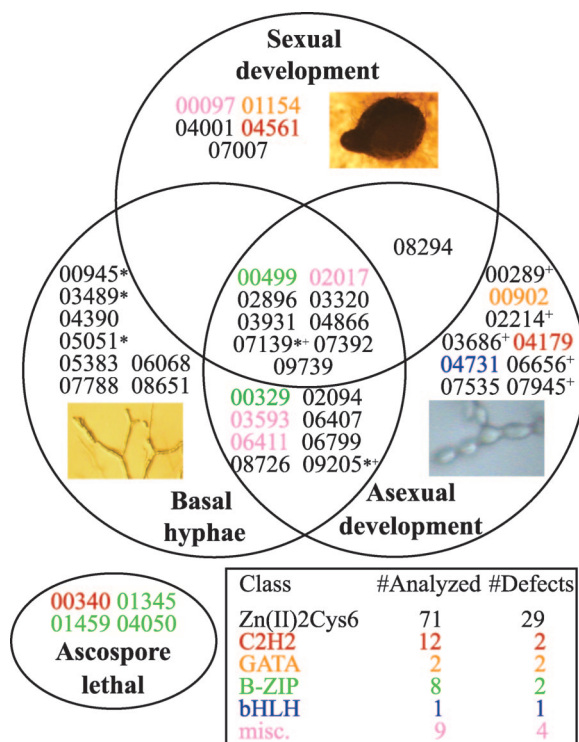 Sexual
development
00097 01154
04001 04561
07007
08294
00945*
03489*
04390
05051*
05383 06068
07788 08651
00499 02017
02896 03320
03931 04866
07139*+ 07392
09739
00289+
00902
02214+
03686+ 04179
04731 06656+
07535 07945+
00329 02094
03593 06407
06411 06799
08726 09205*+
Basal
hyphae
Asexual
development
00340 01345
01459 04050
Ascospore
lethal
Class #Analyzed #Defects
Zn(II)2Cys6 71 29
C2H2 12 2
GATA 2 2
B-ZIP 8 2
bHLH 1 1
misc. 9 4